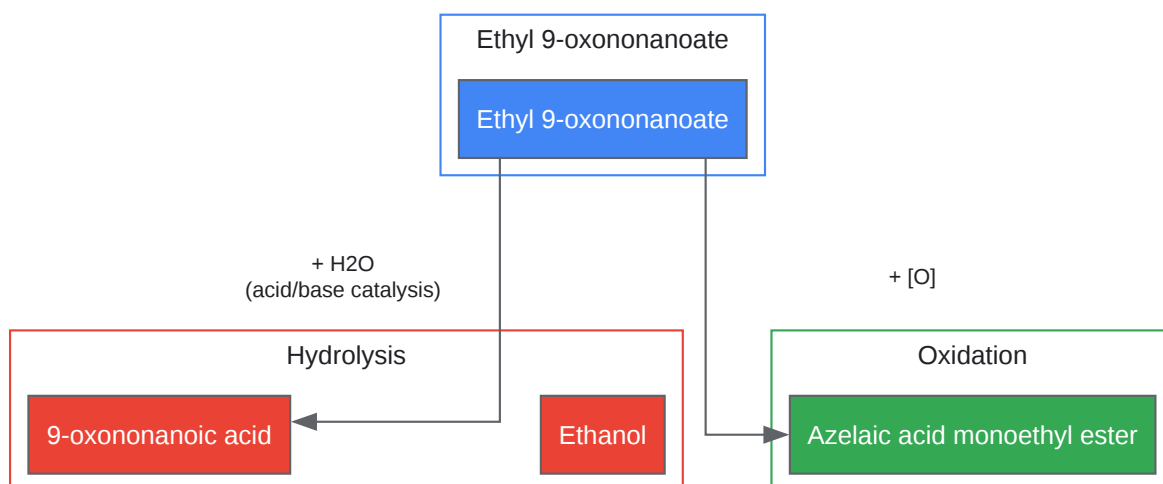 Ethyl 9-oxononanoate
Ethyl 9-oxononanoate
+ H2O
(acid/base catalysis)
+ [O]
Hydrolysis
Oxidation
9-oxononanoic acid
Ethanol
Azelaic acid monoethyl ester